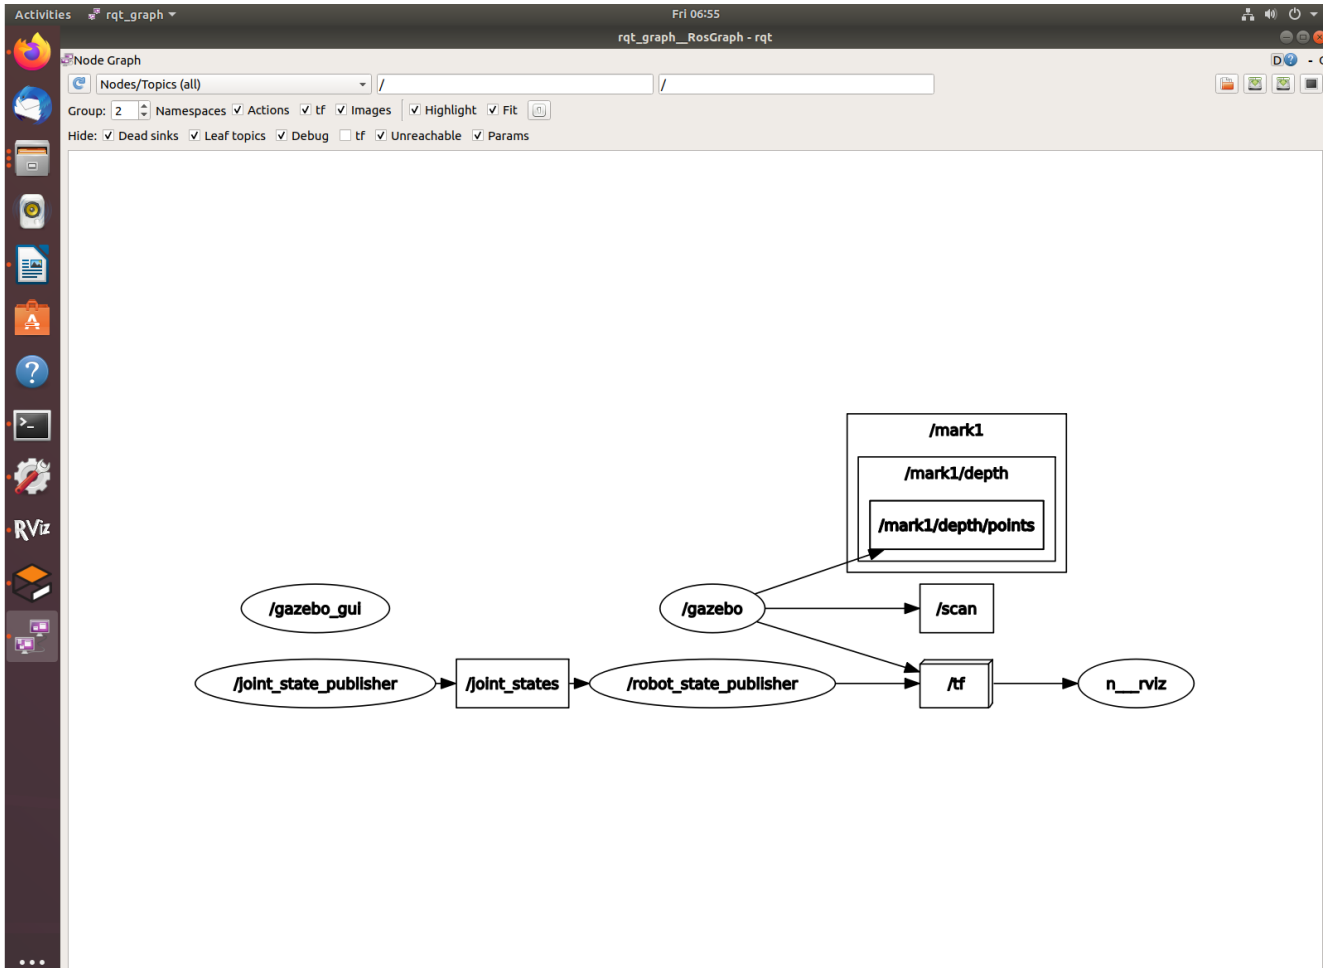 Activities rqt_graph Fri 06:55
rqt_graph__RosGraph - rqt
Node Graph D ? -
Nodes/Topics (all) / /
Group: 2 Namespaces Actions tf Images Highlight Fit
Hide: Dead sinks Leaf topics Debug tf Unreachable Params
/mark1
/mark1/depth
/mark1/depth/points
/gazebo_gui /gazebo /scan
/joint_state_publisher /joint_states /robot_state_publisher /tf n___rviz
A
?
>_
RViz